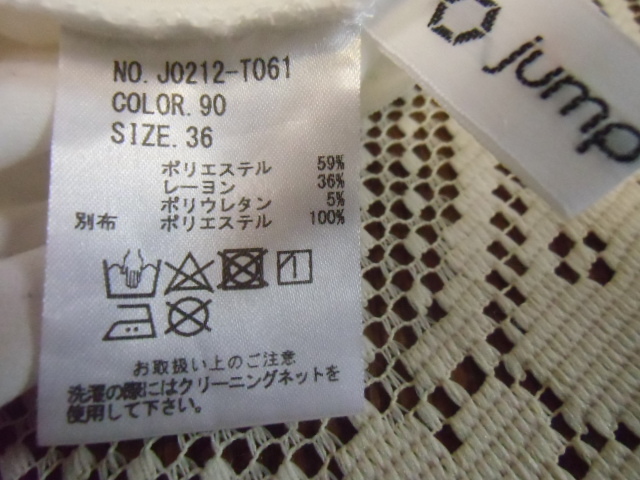 NO. J0212-T061
COLOR. 90
SIZE. 36
ポリエステル 59%
レーヨン 36%
ポリウレタン 5%
別布 ポリエステル 100%
お取扱い上のご注意
洗濯の際にはクリーニングネットを
使用して下さい。
jump